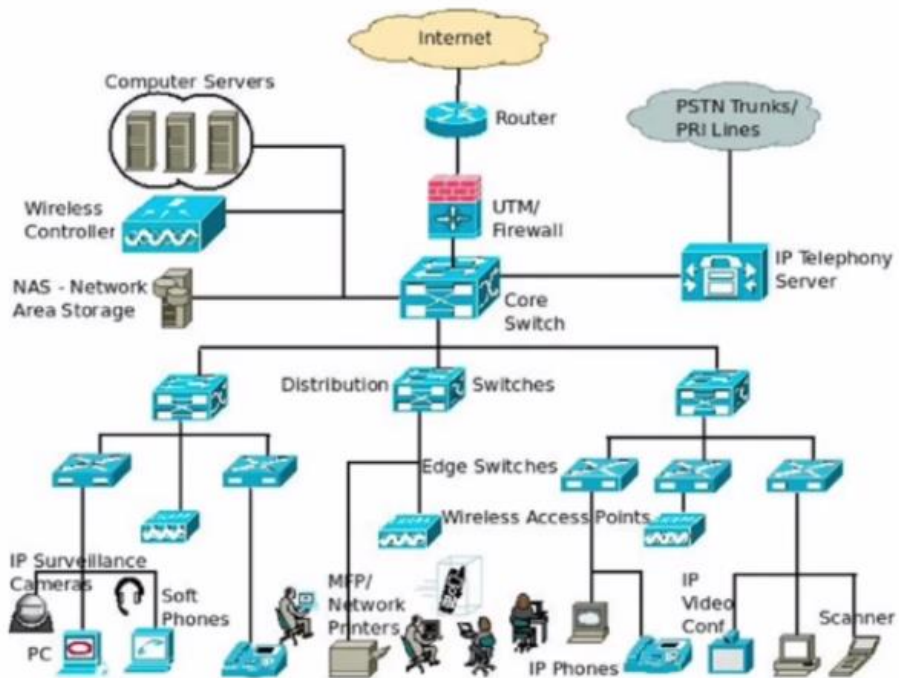 Internet
Computer Servers
Router
PSTN Trunks/
PRI Lines
Wireless
Controller
UTM/
Firewall
NAS - Network
Area Storage
Core
Switch
IP Telephony
Server
Distribution
Switches
Edge Switches
Wireless Access Points
IP Surveillance
Cameras
Soft
Phones
MFP/
Network
Printers
IP
Video
Conf
Scanner
PC
IP Phones